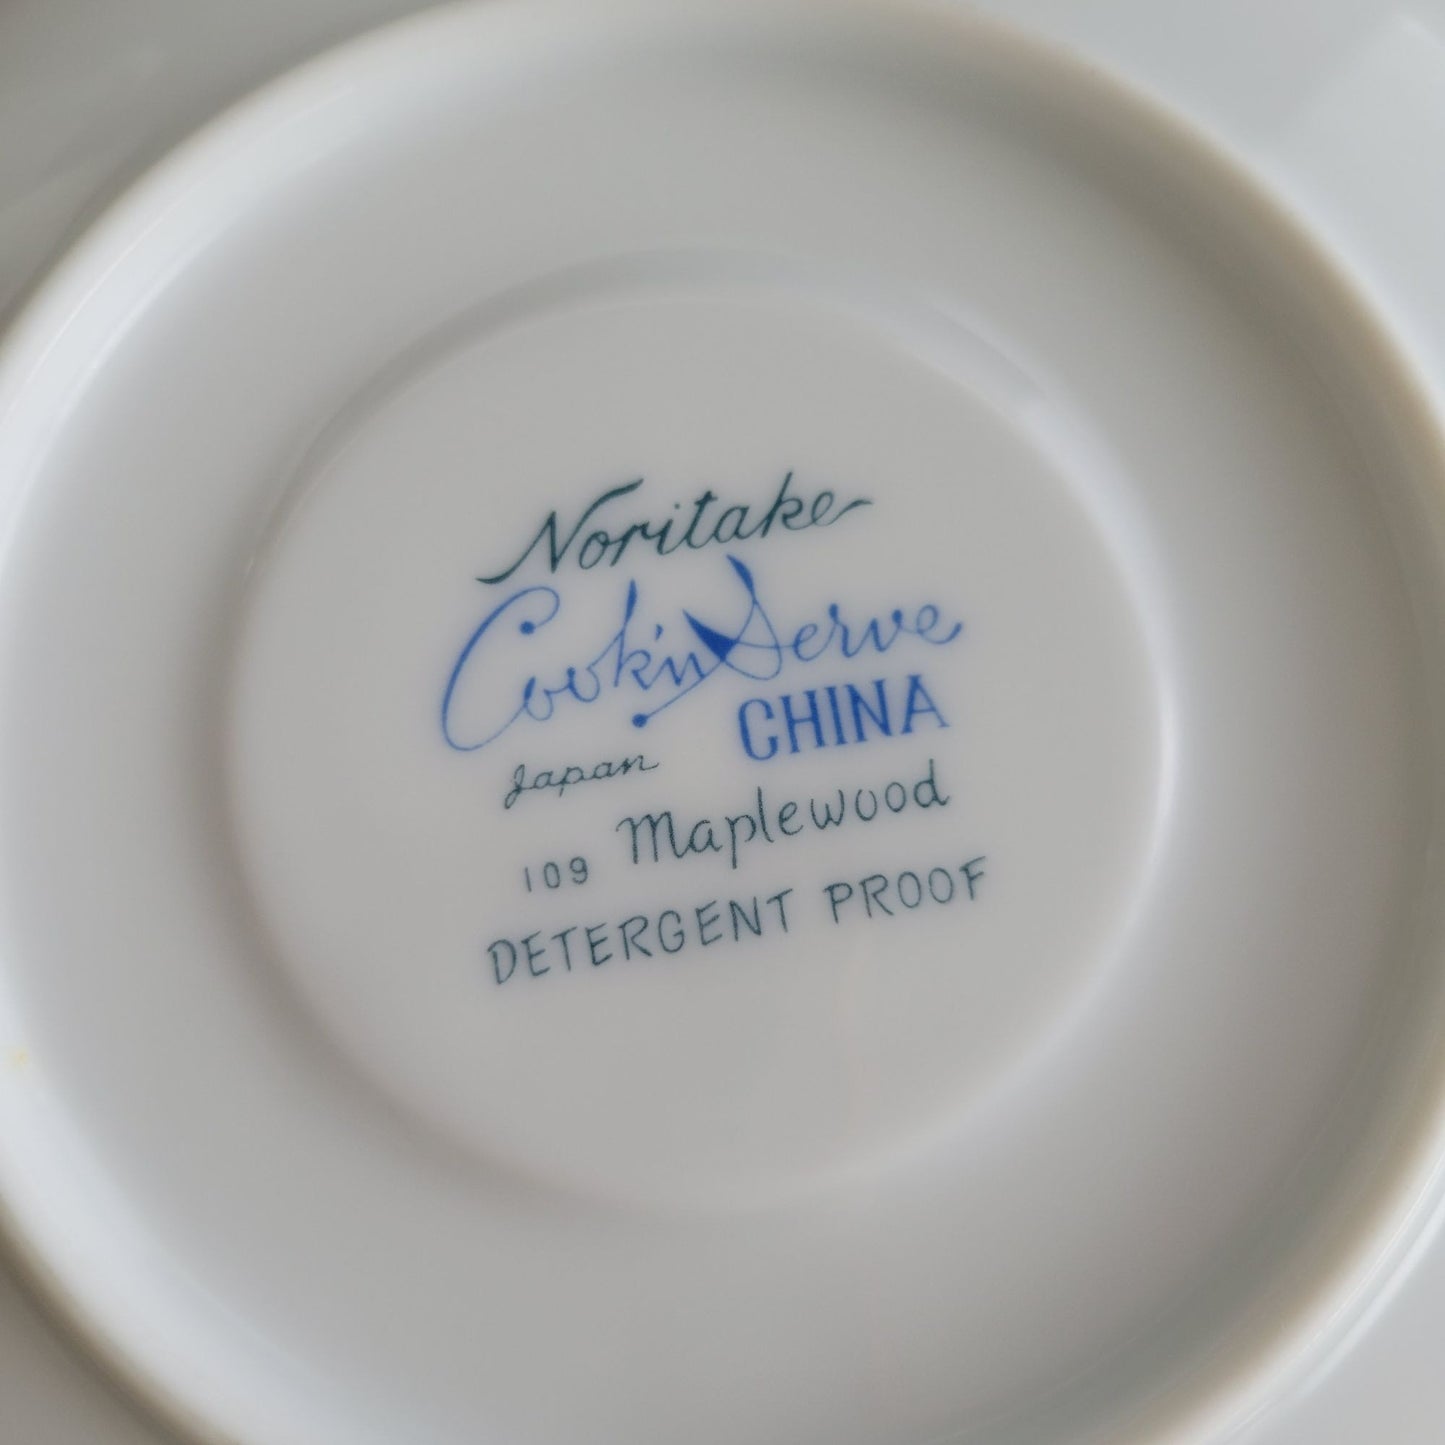 Noritake
Cook'n Serve
CHINA
Japan
109 Maplewood
DETERGENT PROOF